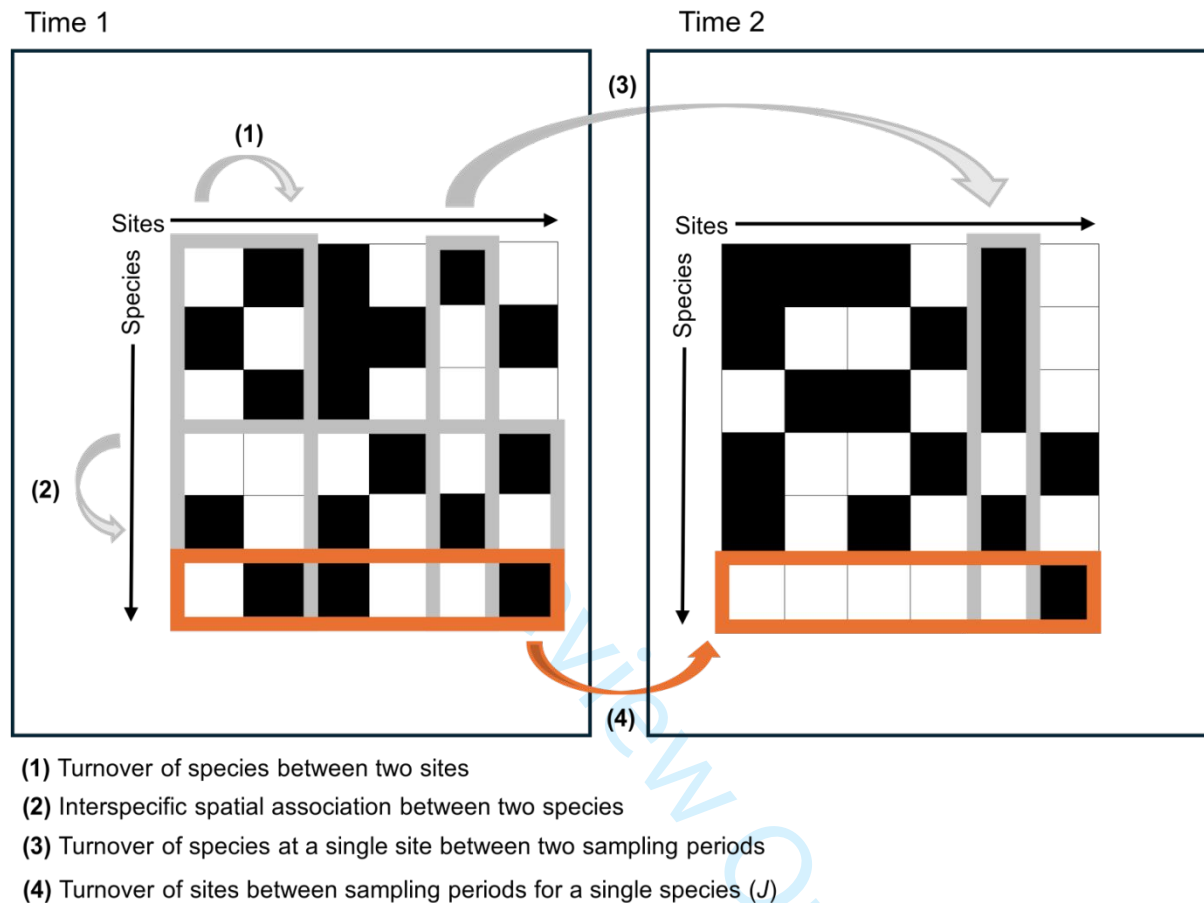 Time 1
Time 2
(3)
(1)
Sites
Sites
Species
Species
(2)
(4)
view O
(1) Turnover of species between two sites
(2) Interspecific spatial association between two species
(3) Turnover of species at a single site between two sampling periods
(4) Turnover of sites between sampling periods for a single species (J)